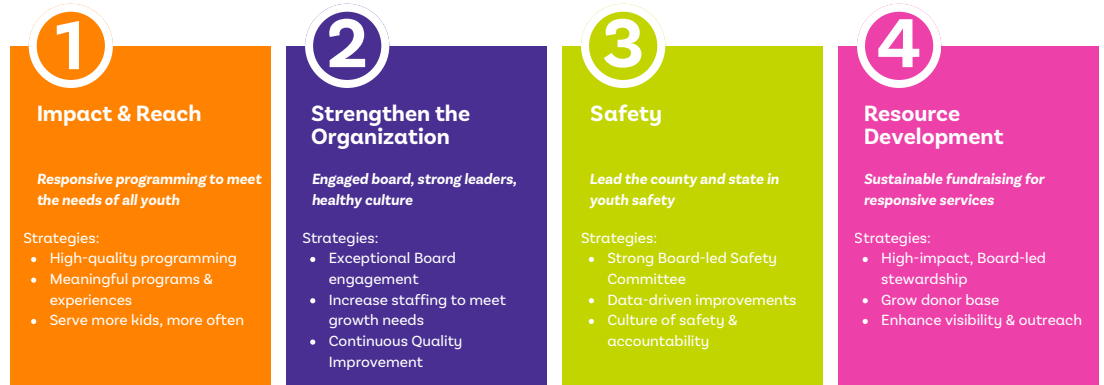 1
Impact & Reach
Responsive programming to meet
the needs of all youth
Strategies:
• High-quality programming
• Meaningful programs &
experiences
• Serve more kids, more often
2
Strengthen the
Organization
Engaged board, strong leaders,
healthy culture
Strategies:
• Exceptional Board
engagement
• Increase staffing to meet
growth needs
• Continuous Quality
Improvement
3
Safety
Lead the county and state in
youth safety
Strategies:
• Strong Board-led Safety
Committee
• Data-driven improvements
• Culture of safety &
accountability
4
Resource
Development
Sustainable fundraising for
responsive services
Strategies:
• High-impact, Board-led
stewardship
• Grow donor base
• Enhance visibility & outreach